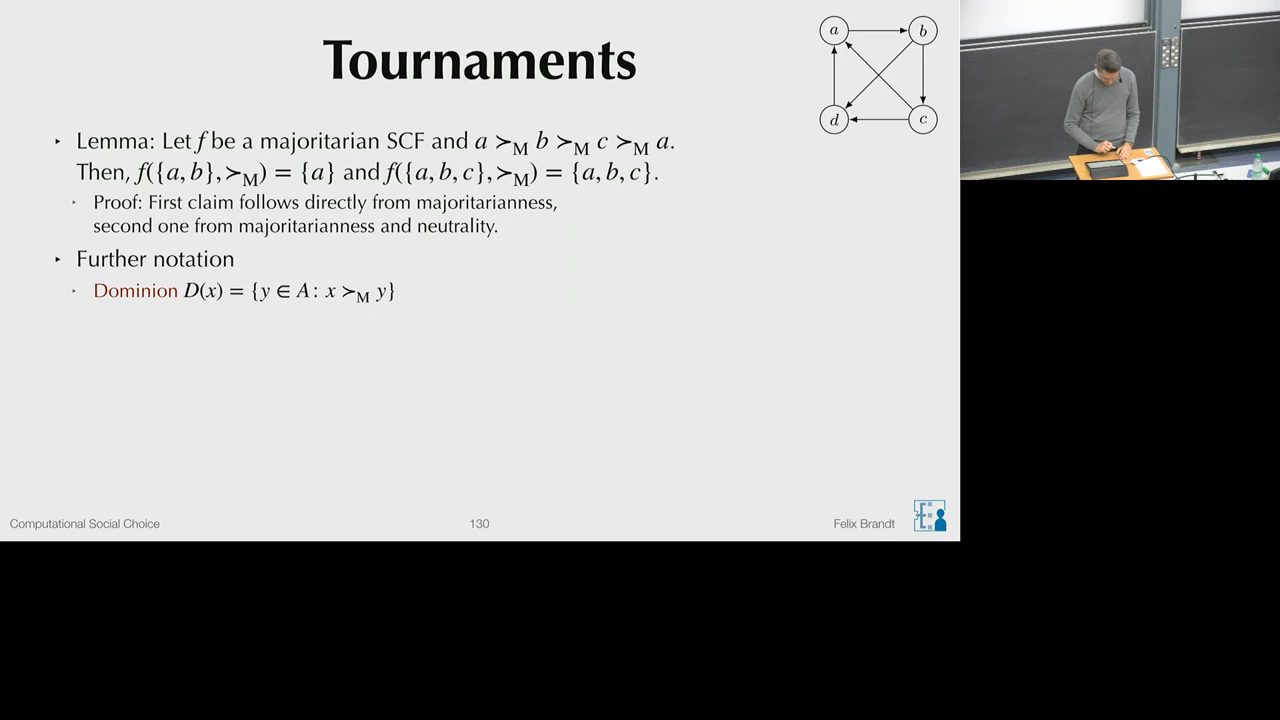 Tournaments
a b
d c
‣ Lemma: Let f be a majoritarian SCF and a ≻M b ≻M c ≻M a.
Then, f({a, b}, ≻M) = {a} and f({a, b, c}, ≻M) = {a, b, c}.
‣ Proof: First claim follows directly from majoritarianness,
second one from majoritarianness and neutrality.
‣ Further notation
‣ Dominion D(x) = {y ∈ A : x ≻M y}
Computational Social Choice 130 Felix Brandt